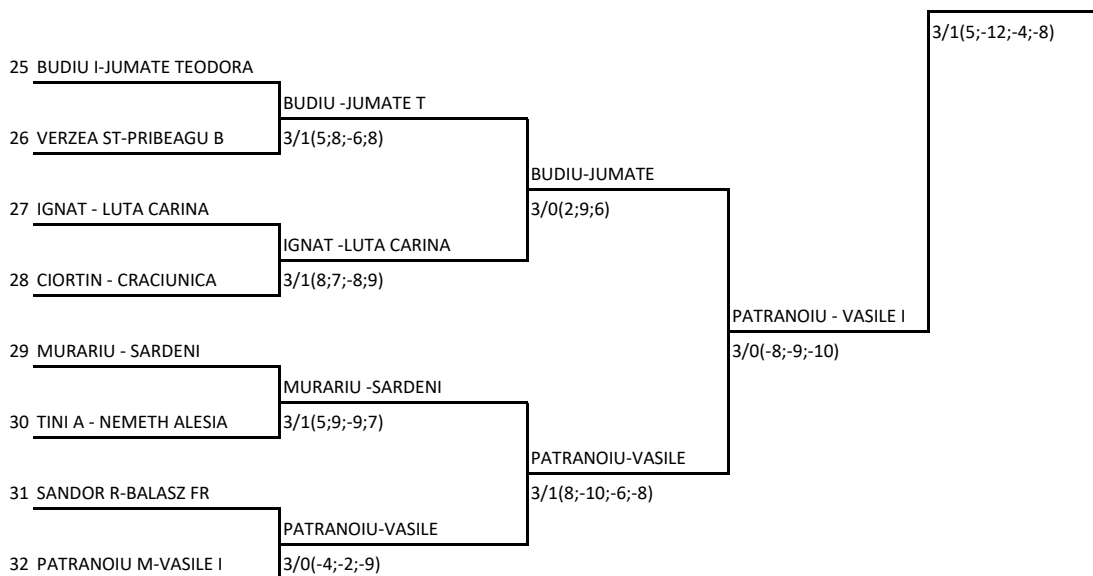 3/1(5;-12;-4;-8)
25 BUDIU I-JUMATE TEODORA
BUDIU -JUMATE T
26 VERZEA ST-PRIBEAGU B
3/1(5;8;-6;8)
BUDIU-JUMATE
27 IGNAT - LUTA CARINA
3/0(2;9;6)
IGNAT -LUTA CARINA
28 CIORTIN - CRACIUNICA
3/1(8;7;-8;9)
PATRANOIU - VASILE I
29 MURARIU - SARDENI
3/0(-8;-9;-10)
MURARIU -SARDENI
30 TINI A - NEMETH ALESIA
3/1(5;9;-9;7)
PATRANOIU-VASILE
31 SANDOR R-BALASZ FR
3/1(8;-10;-6;-8)
PATRANOIU-VASILE
32 PATRANOIU M-VASILE I
3/0(-4;-2;-9)